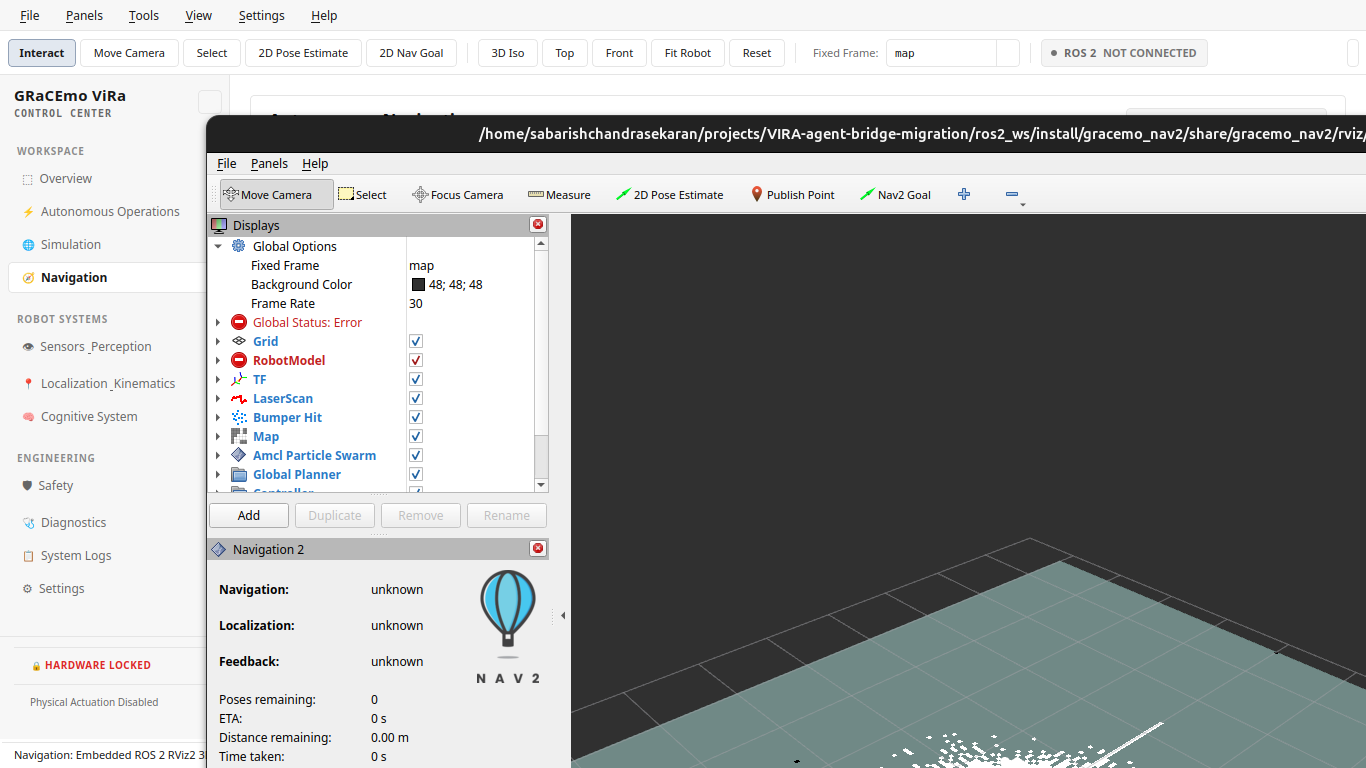 File Panels Tools View Settings Help
Interact Move Camera Select 2D Pose Estimate 2D Nav Goal 3D Iso Top Front Fit Robot Reset Fixed Frame: map ROS 2 NOT CONNECTED
GRaCEmo ViRa
CONTROL CENTER
WORKSPACE
Overview
Autonomous Operations
Simulation
Navigation
ROBOT SYSTEMS
Sensors_Perception
Localization_Kinematics
Cognitive System
ENGINEERING
Safety
Diagnostics
System Logs
Settings
HARDWARE LOCKED
Physical Actuation Disabled
Navigation: Embedded ROS 2 RViz2 3
/home/sabarishchandrasekaran/projects/VIRA-agent-bridge-migration/ros2_ws/install/gracemo_nav2/share/gracemo_nav2/rviz/
File Panels Help
Move Camera Select Focus Camera Measure 2D Pose Estimate Publish Point Nav2 Goal
Displays
Global Options
Fixed Frame map
Background Color 48; 48; 48
Frame Rate 30
Global Status: Error
Grid
RobotModel
TF
LaserScan
Bumper Hit
Map
Amcl Particle Swarm
Global Planner
Controller
Add Duplicate Remove Rename
Navigation 2
Navigation: unknown
Localization: unknown
Feedback: unknown
NAV2
Poses remaining: 0
ETA: 0 s
Distance remaining: 0.00 m
Time taken: 0 s